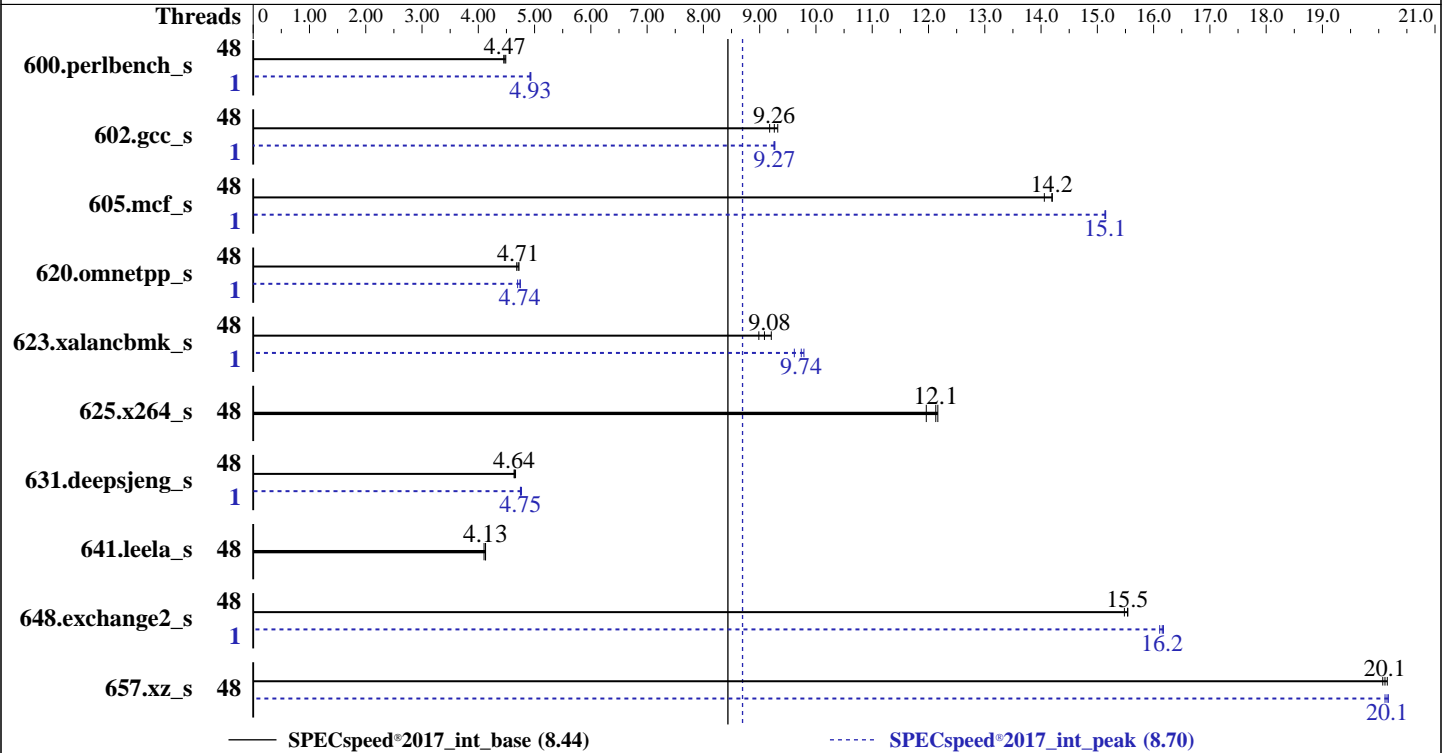 Threads 0 1.00 2.00 3.00 4.00 5.00 6.00 7.00 9.00 10.0 11.0 12.0 13.0 14.0 15.0 16.0 17.0 18.0 19.0 21.0
600.perlbench_s 48 4.47
1 4.93
602.gcc_s 48 9.26
1 9.27
605.mcf_s 48 14.2
1 15.1
620.omnetpp_s 48 4.71
1 4.74
623.xalancbmk_s 48 9.08
1 9.74
625.x264_s 48 12.1
631.deepsjeng_s 48 4.64
1 4.75
641.leela_s 48 4.13
648.exchange2_s 48 15.5
1 16.2
657.xz_s 48 20.1
20.1
SPECspeed®2017_int_base (8.44) SPECspeed®2017_int_peak (8.70)